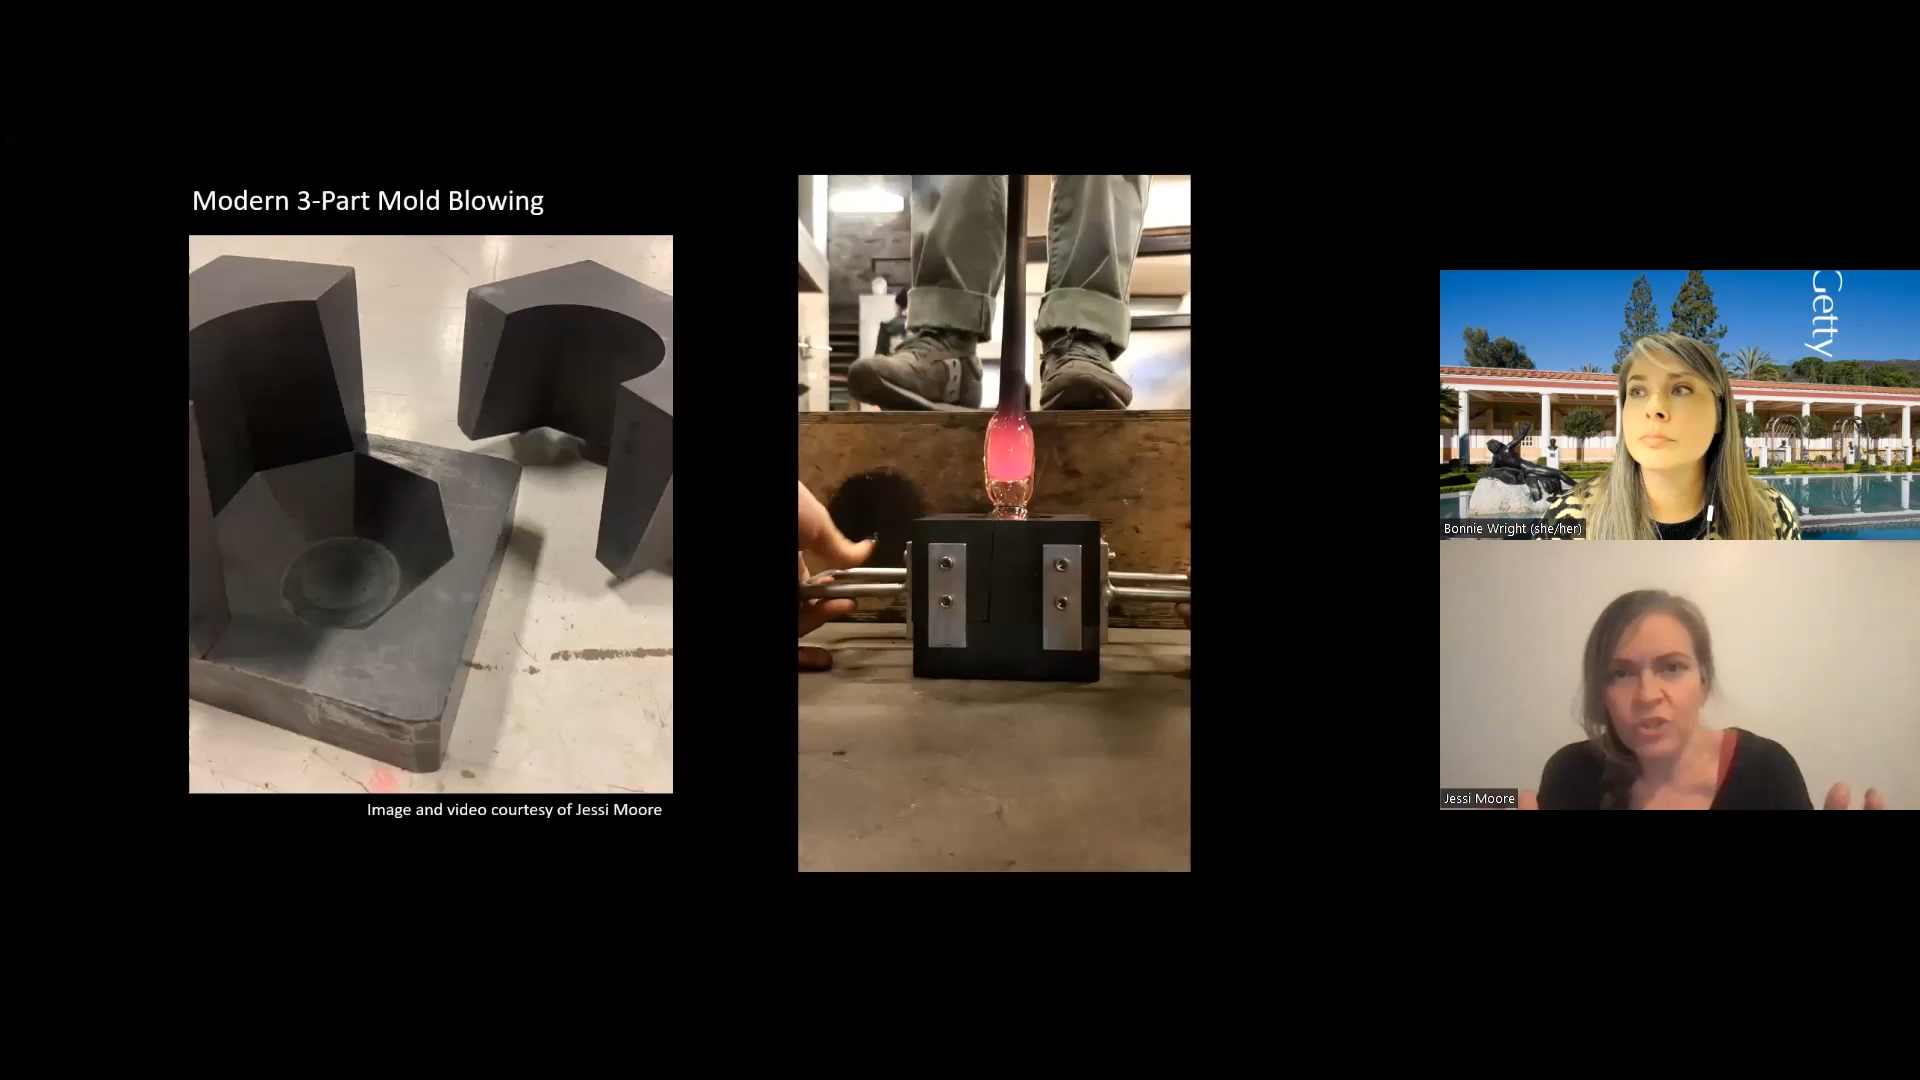 Modern 3-Part Mold Blowing
Image and video courtesy of Jessi Moore
Getty
Bonnie Wright (she/her)
Jessi Moore